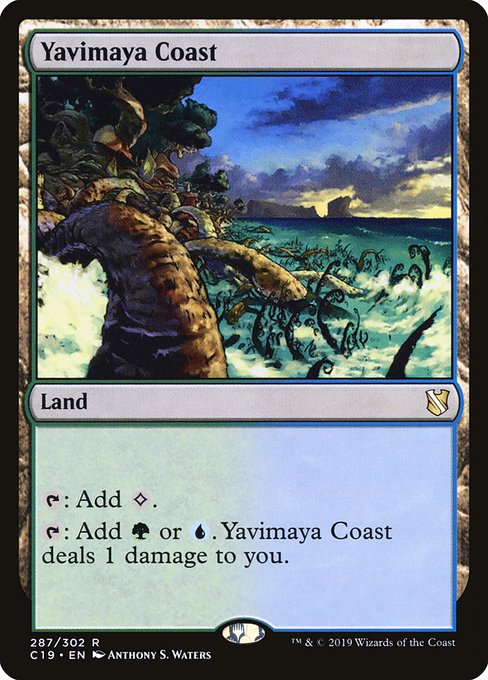 Yavimaya Coast
Land
: Add .
: Add or . Yavimaya Coast
deals 1 damage to you.
287/302 R
C19 • EN Anthony S. Waters
™ & © 2019 Wizards of the Coast